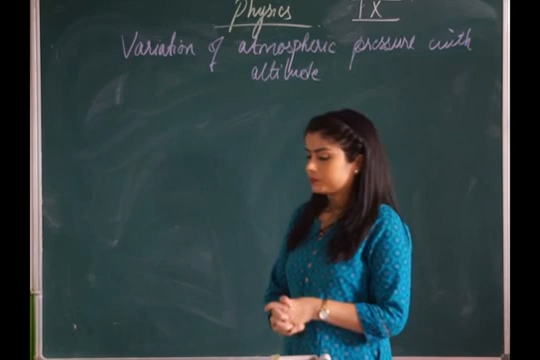 Physics IX
Variation of atmospheric pressure with
altitude